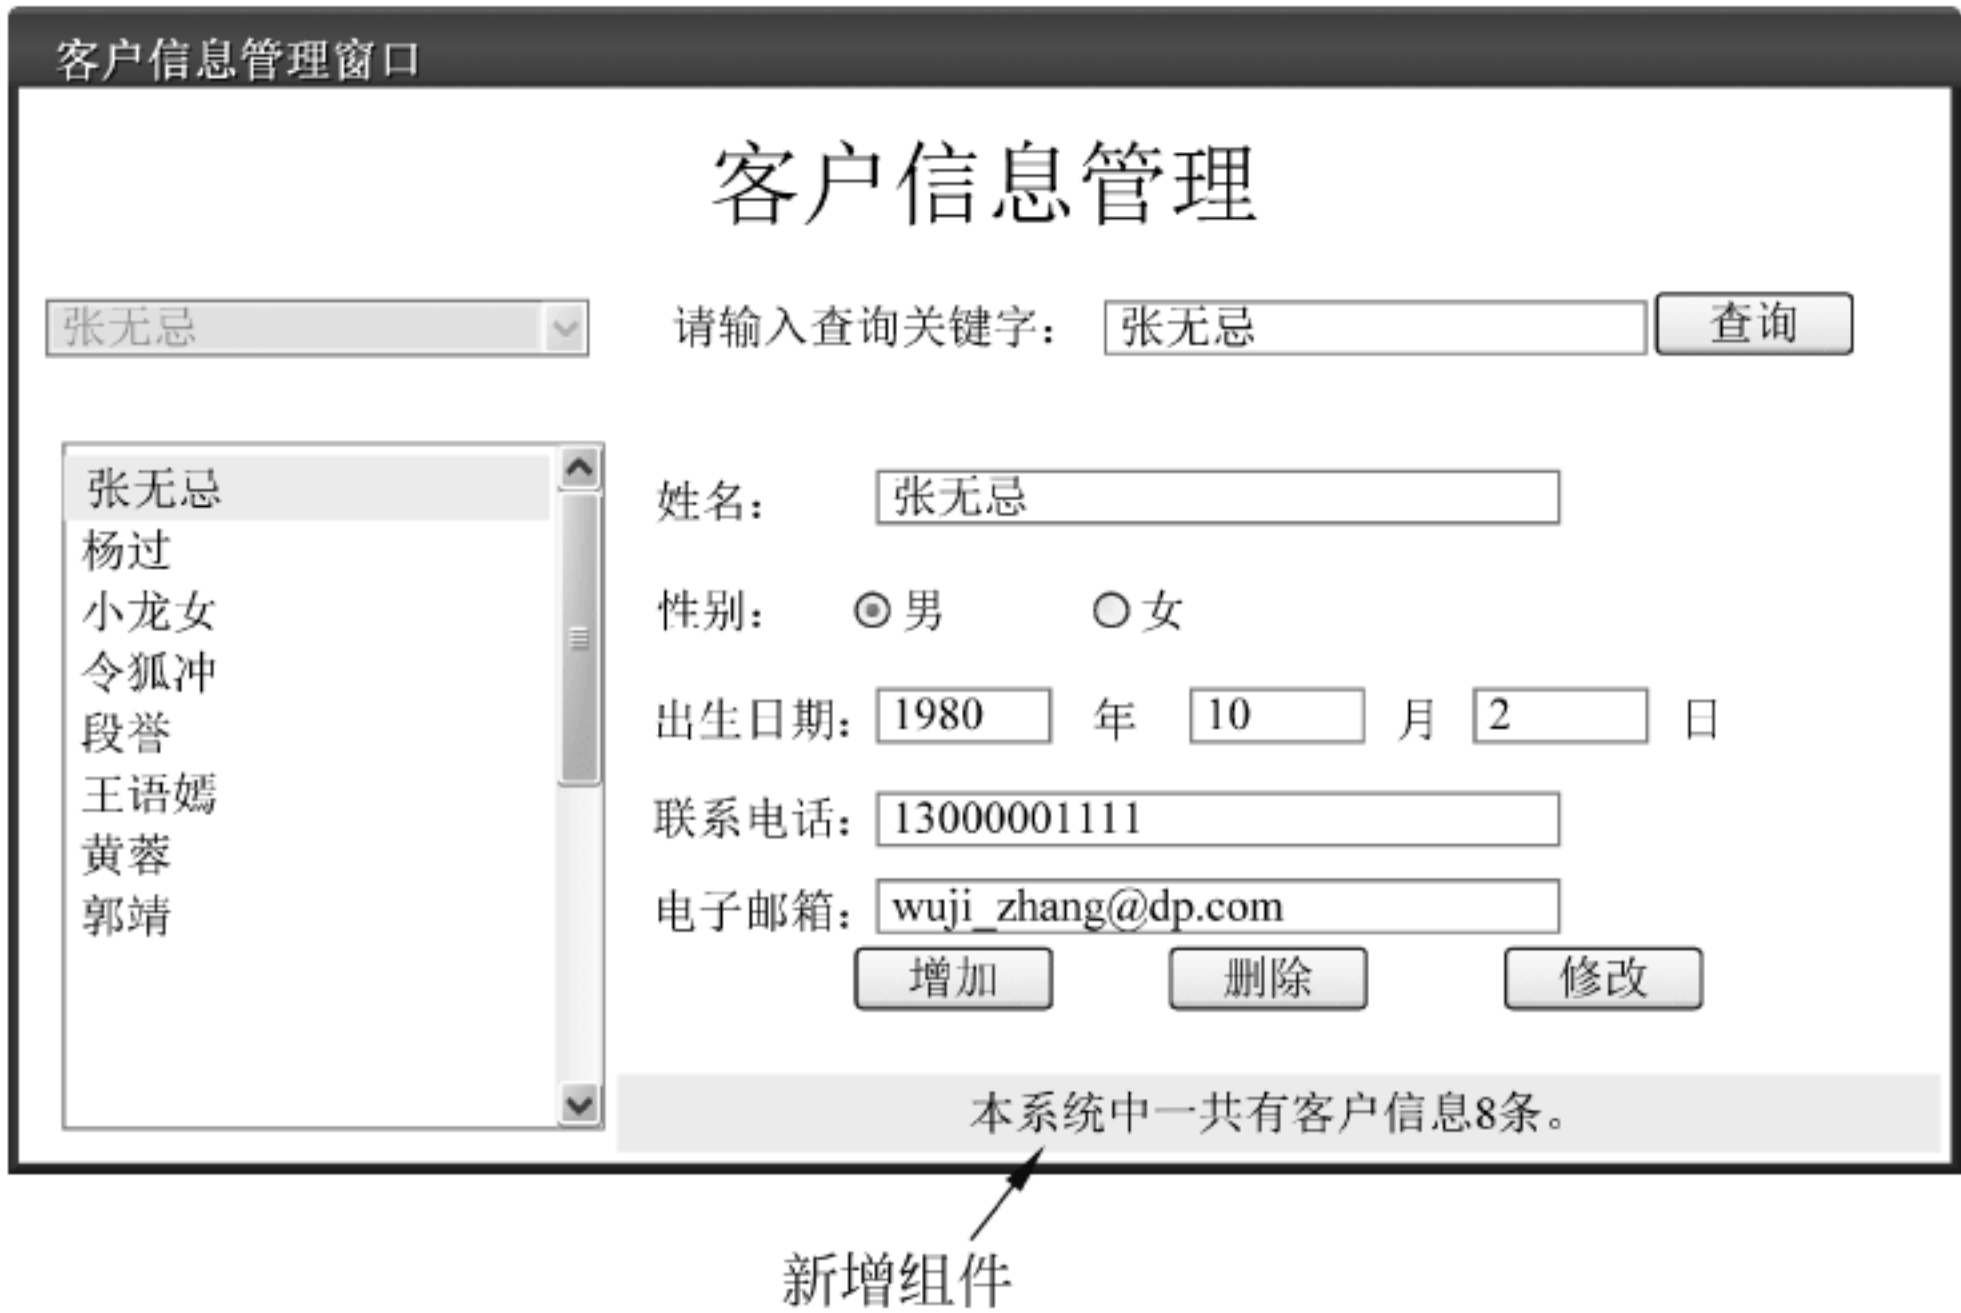 客户信息管理窗口
客户信息管理
张无忌
请输入查询关键字： 张无忌 查询
张无忌
杨过
小龙女
令狐冲
段誉
王语嫣
黄蓉
郭靖
姓名： 张无忌
性别： 男 女
出生日期： 1980 年 10 月 2 日
联系电话： 13000001111
电子邮箱： wuji_zhang@dp.com
增加 删除 修改
本系统中一共有客户信息8条。
新增组件